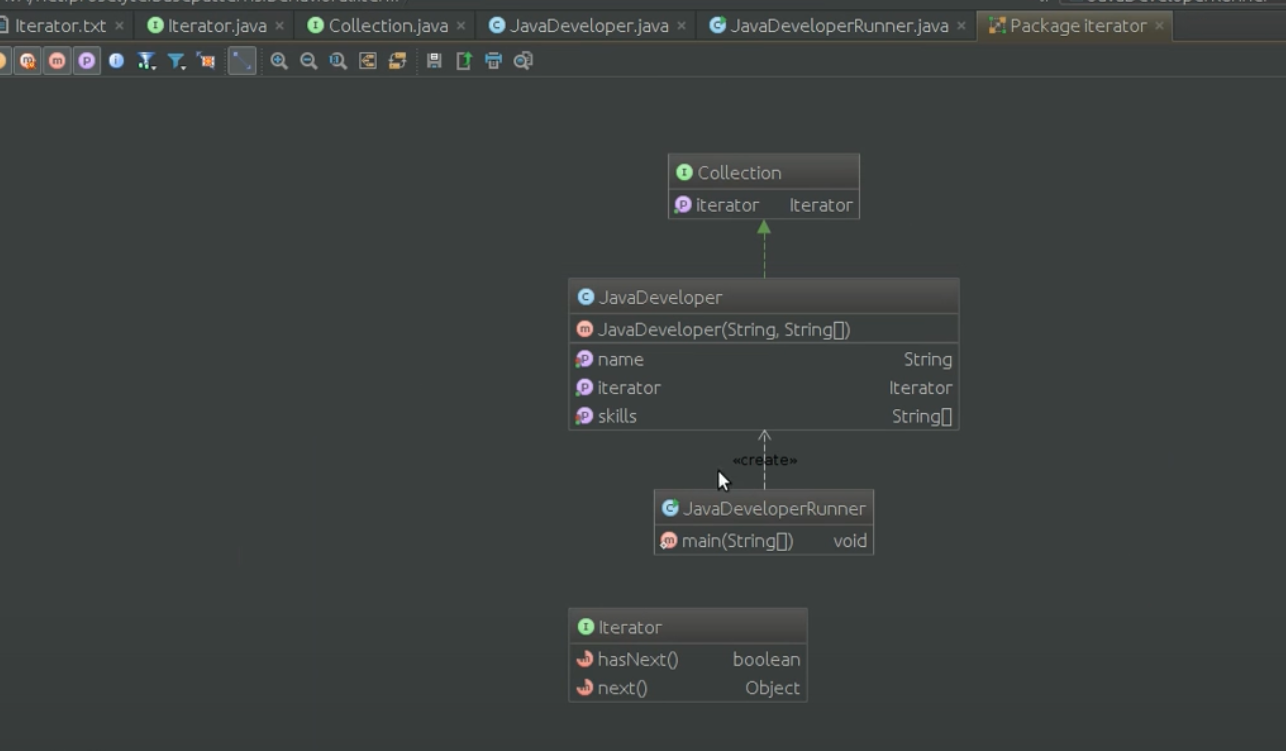 Iterator.txt × Iterator.java × Collection.java × JavaDeveloper.java × JavaDeveloperRunner.java × Package iterator ×
Collection
iterator Iterator
JavaDeveloper
JavaDeveloper(String, String[])
name String
iterator Iterator
skills String[]
«create»
JavaDeveloperRunner
main(String[]) void
Iterator
hasNext() boolean
next() Object